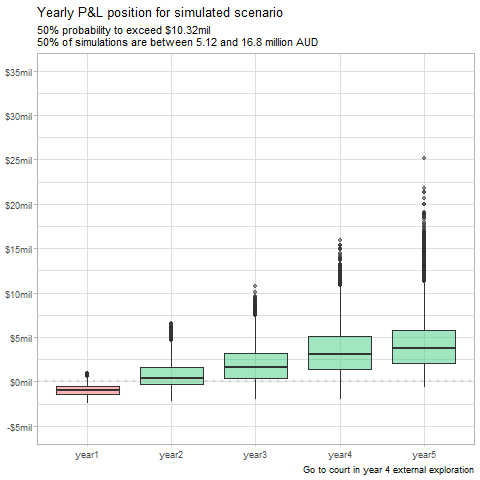 Yearly P&L position for simulated scenario
50% probability to exceed $10.32mil
50% of simulations are between 5.12 and 16.8 million AUD
$35mil
$30mil
$25mil
$20mil
$15mil
$10mil
$5mil
$0mil
-$5mil
year1 year2 year3 year4 year5
Go to court in year 4 external exploration